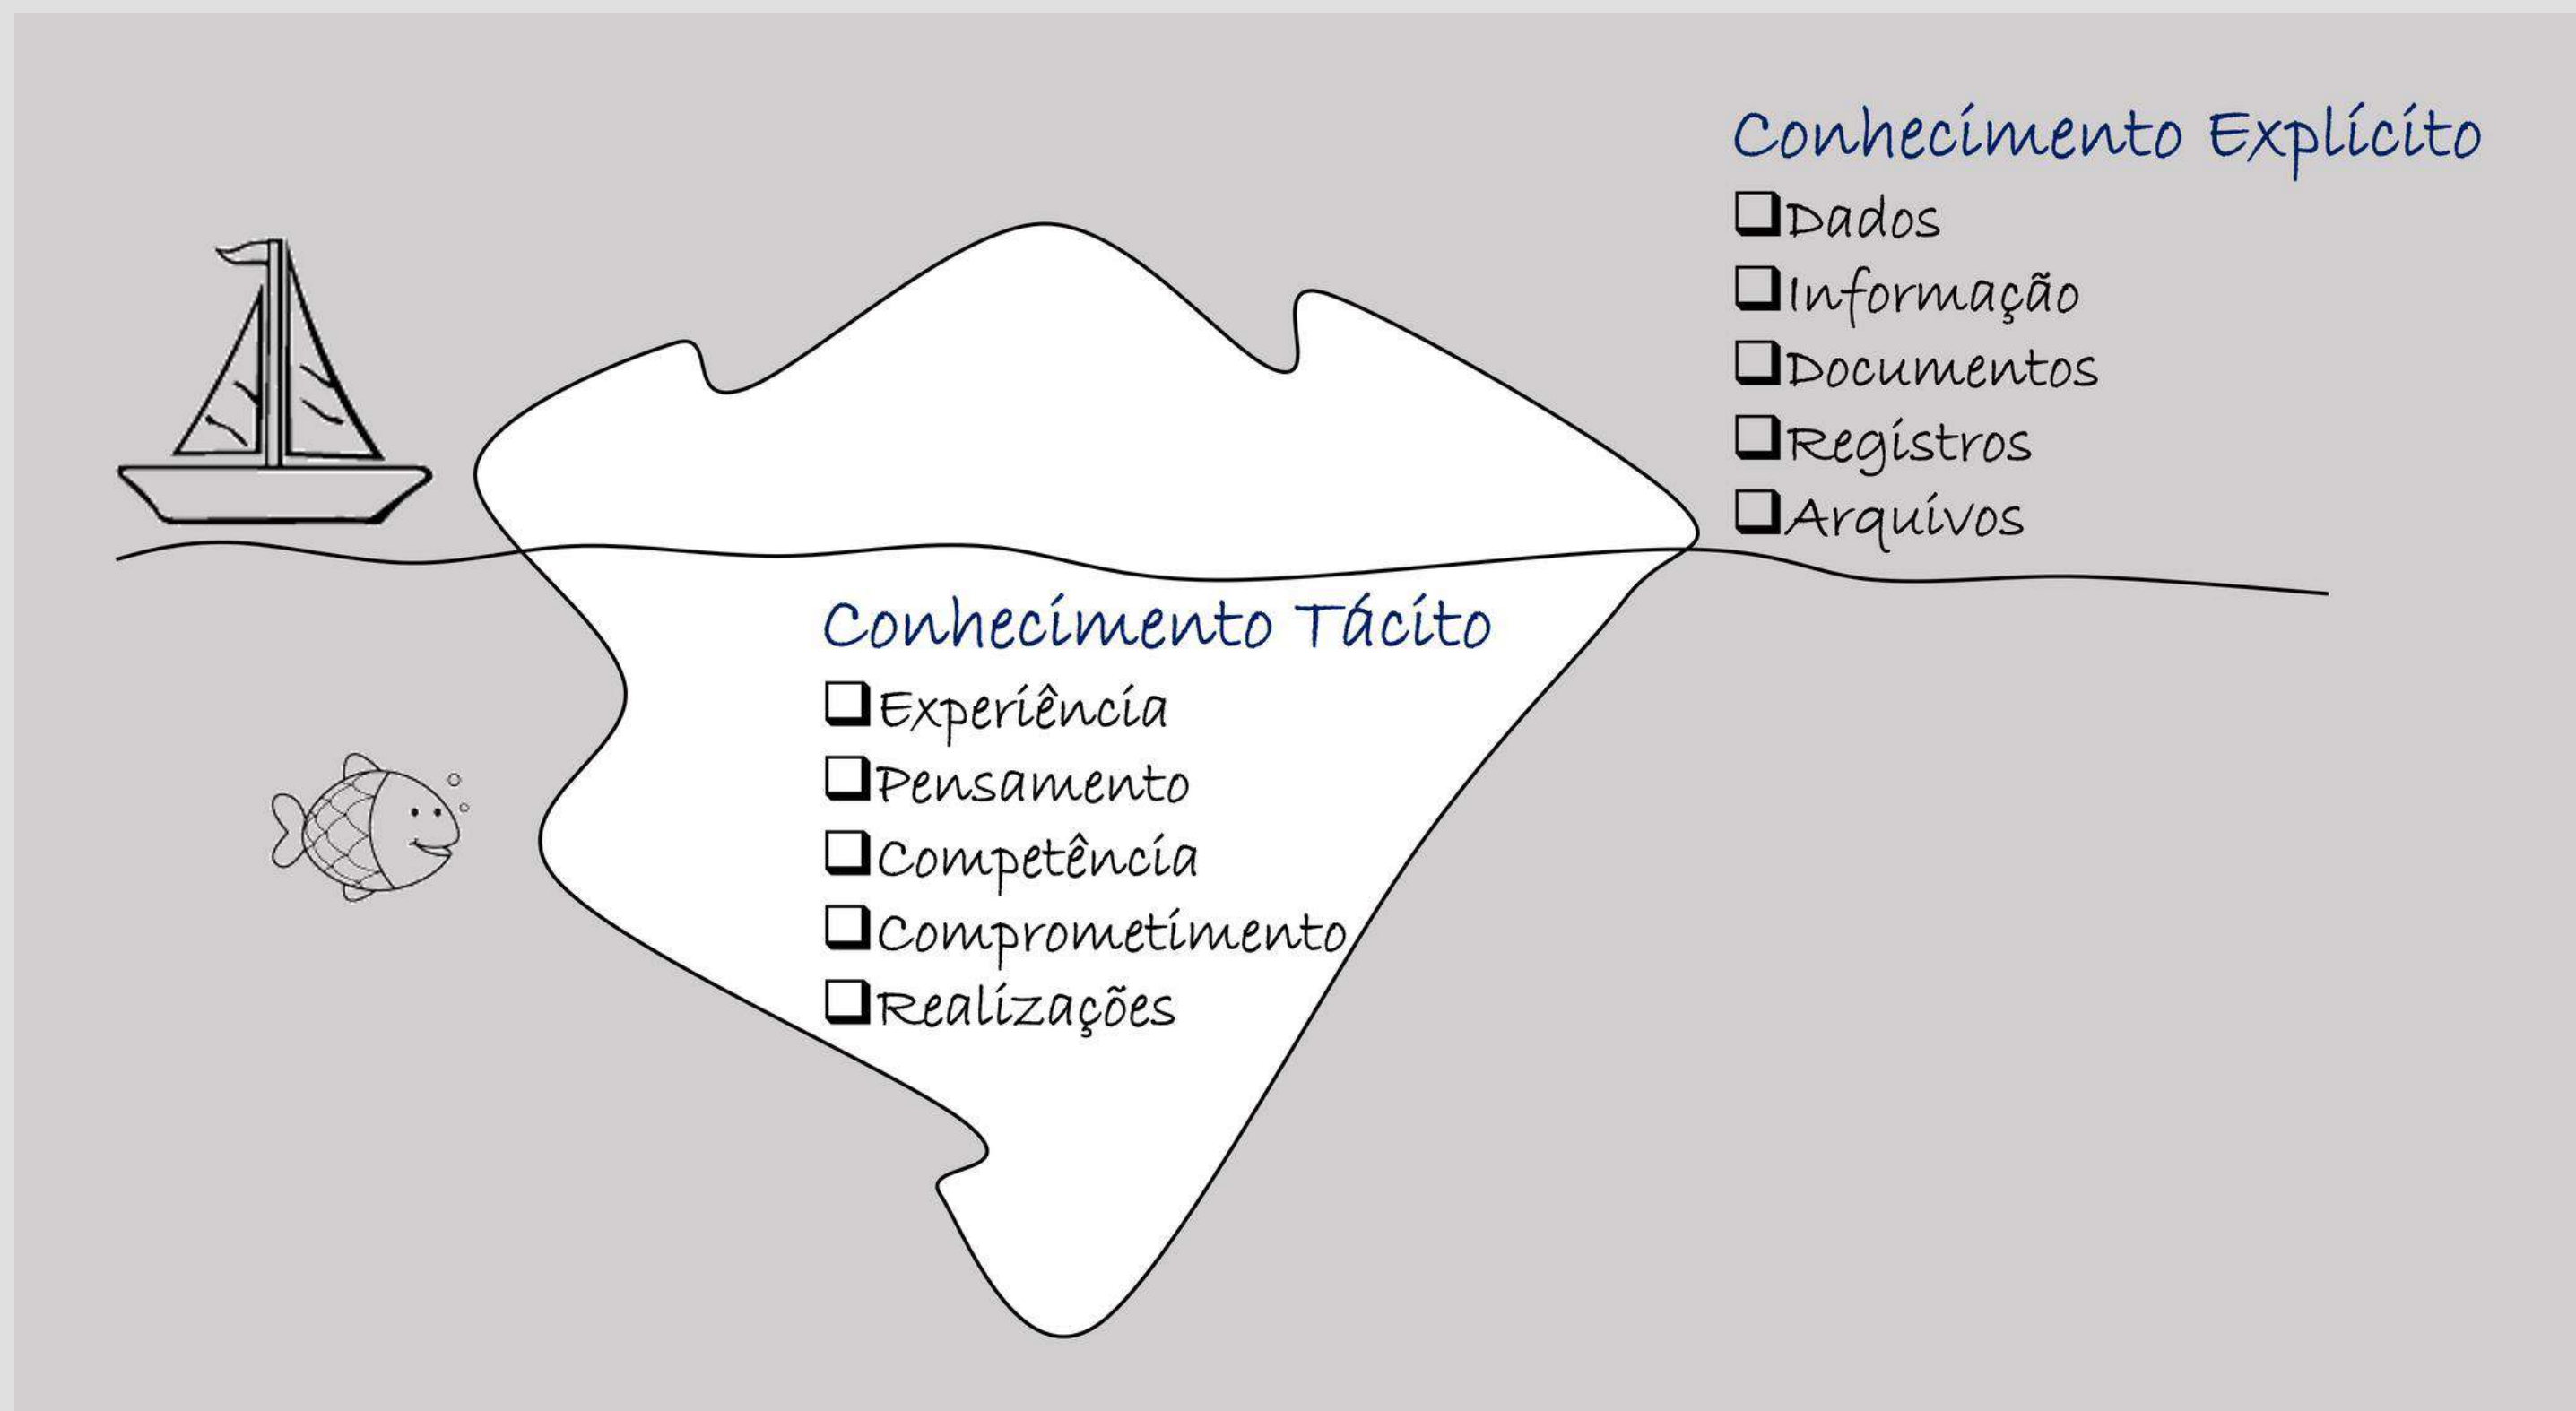 Conhecimento Explícito
❑Dados
❑Informação
❑Documentos
❑Registros
❑Arquivos
Conhecimento Tácito
❑Experiência
❑Pensamento
❑Competência
❑Comprometimento
❑Realizações